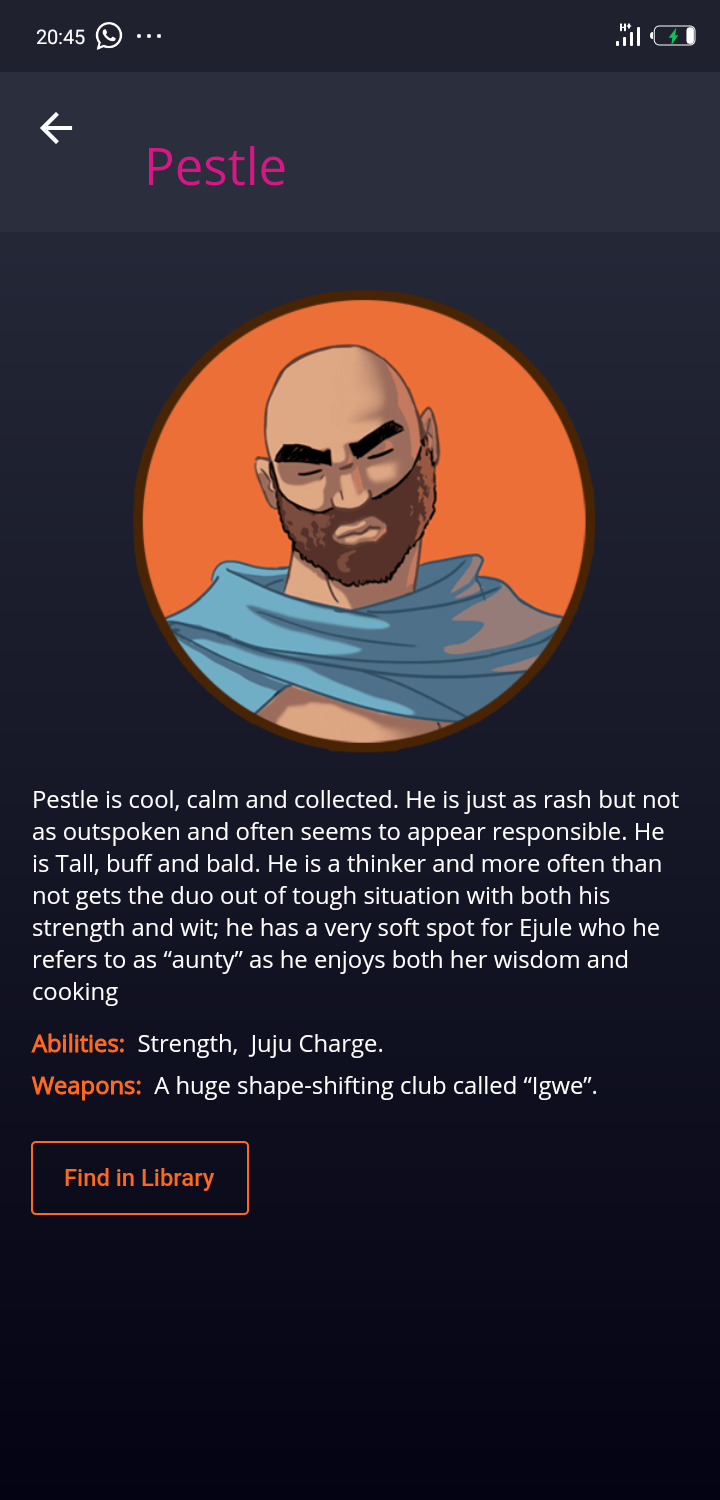 20:45
H+
Pestle
Pestle is cool, calm and collected. He is just as rash but not
as outspoken and often seems to appear responsible. He
is Tall, buff and bald. He is a thinker and more often than
not gets the duo out of tough situation with both his
strength and wit; he has a very soft spot for Ejule who he
refers to as “aunty” as he enjoys both her wisdom and
cooking
Abilities: Strength, Juju Charge.
Weapons: A huge shape-shifting club called “Igwe”.
Find in Library